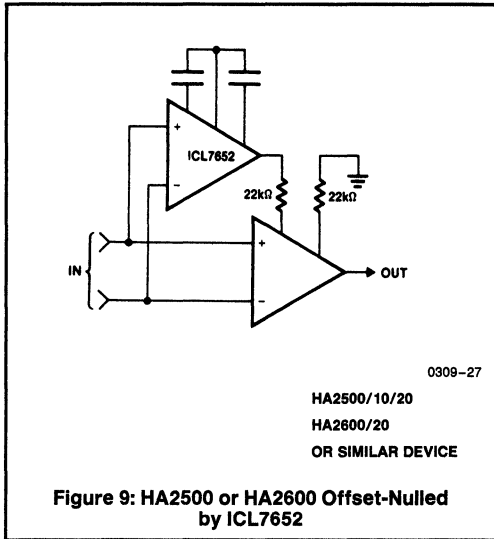 +
ICL7652
−
22kΩ
22kΩ
IN
+
−
OUT
0309–27
HA2500/10/20
HA2600/20
OR SIMILAR DEVICE
Figure 9: HA2500 or HA2600 Offset-Nulled
by ICL7652